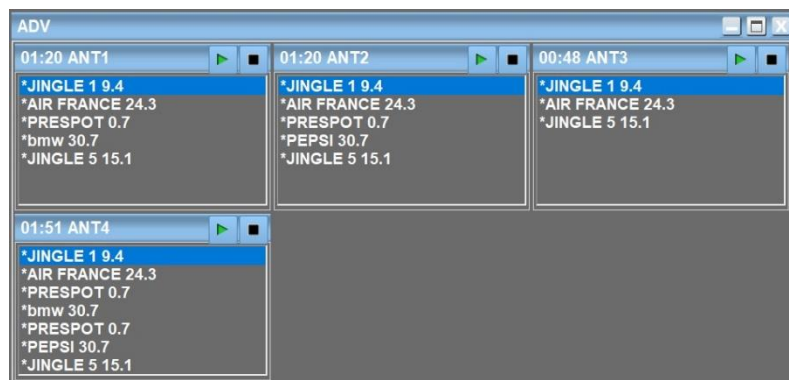 ADV
01:20 ANT1
*JINGLE 1 9.4
*AIR FRANCE 24.3
*PRESPOT 0.7
*bmw 30.7
*JINGLE 5 15.1
01:20 ANT2
*JINGLE 1 9.4
*AIR FRANCE 24.3
*PRESPOT 0.7
*PEPSI 30.7
*JINGLE 5 15.1
00:48 ANT3
*JINGLE 1 9.4
*AIR FRANCE 24.3
*JINGLE 5 15.1
01:51 ANT4
*JINGLE 1 9.4
*AIR FRANCE 24.3
*PRESPOT 0.7
*bmw 30.7
*PRESPOT 0.7
*PEPSI 30.7
*JINGLE 5 15.1